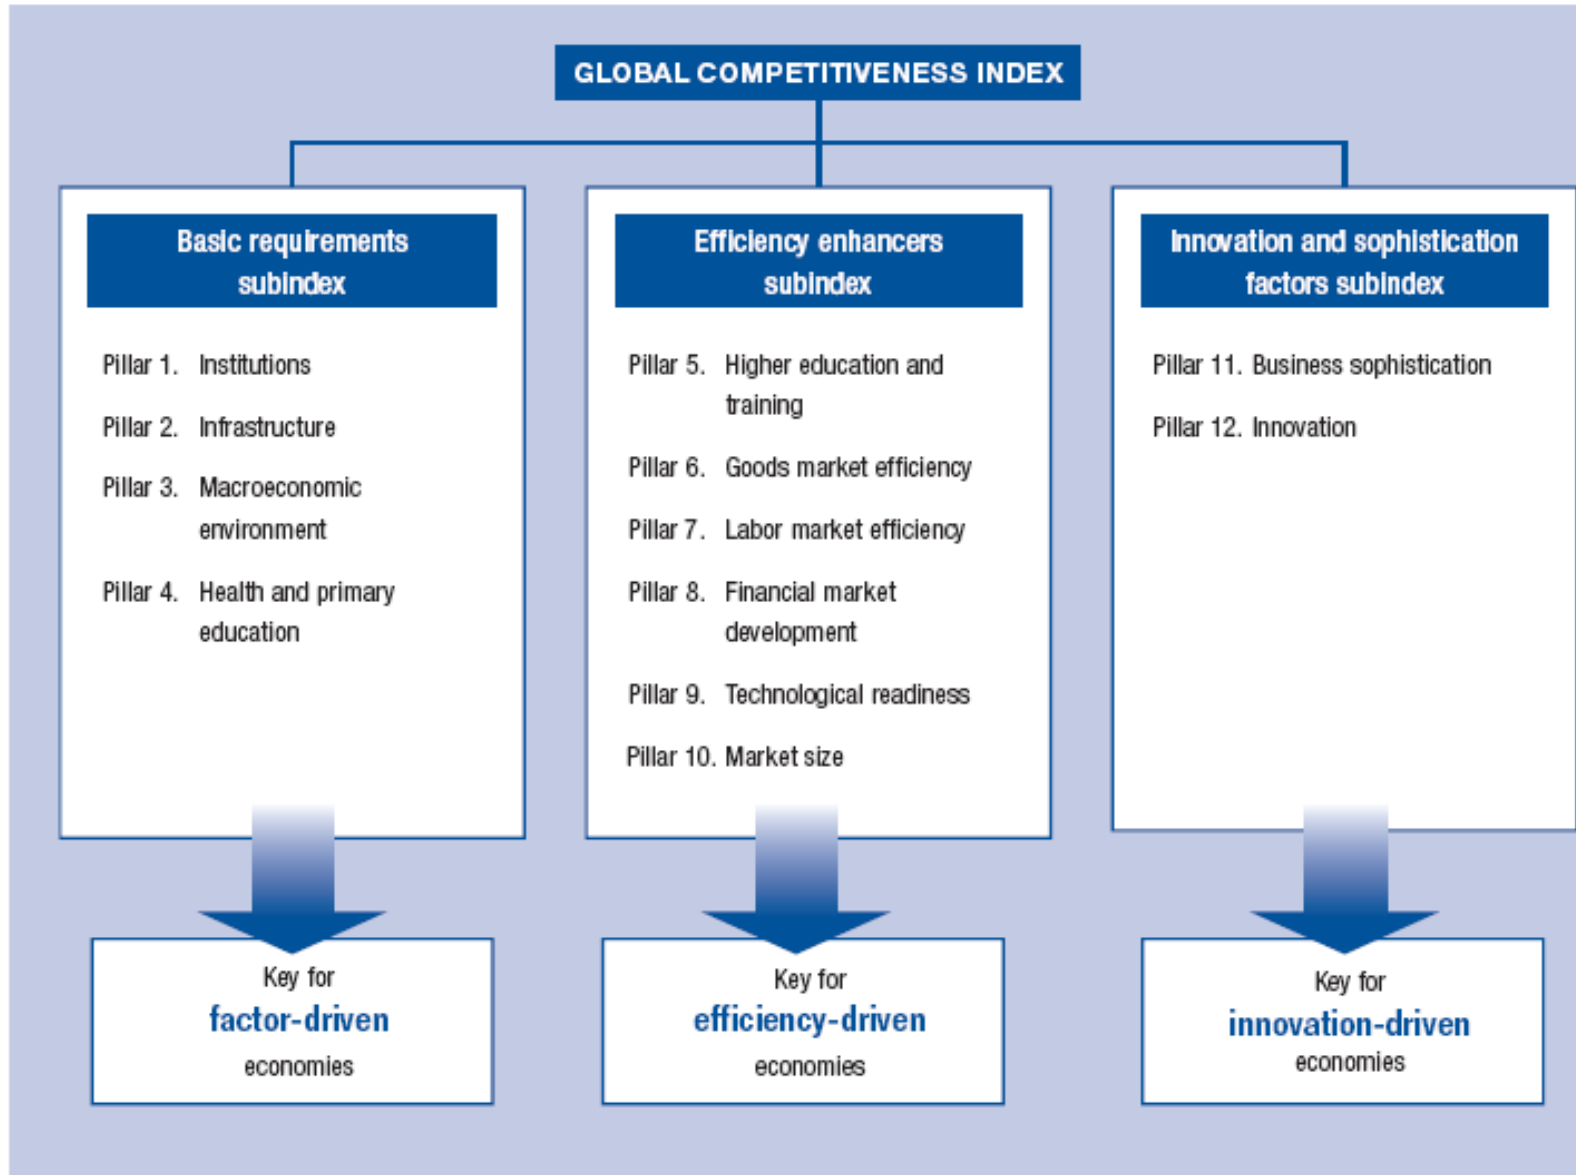 GLOBAL COMPETITIVENESS INDEX
Basic requirements
subindex
Pillar 1. Institutions
Pillar 2. Infrastructure
Pillar 3. Macroeconomic
environment
Pillar 4. Health and primary
education
Key for
factor-driven
economies
Efficiency enhancers
subindex
Pillar 5. Higher education and
training
Pillar 6. Goods market efficiency
Pillar 7. Labor market efficiency
Pillar 8. Financial market
development
Pillar 9. Technological readiness
Pillar 10. Market size
Key for
efficiency-driven
economies
Innovation and sophistication
factors subindex
Pillar 11. Business sophistication
Pillar 12. Innovation
Key for
innovation-driven
economies